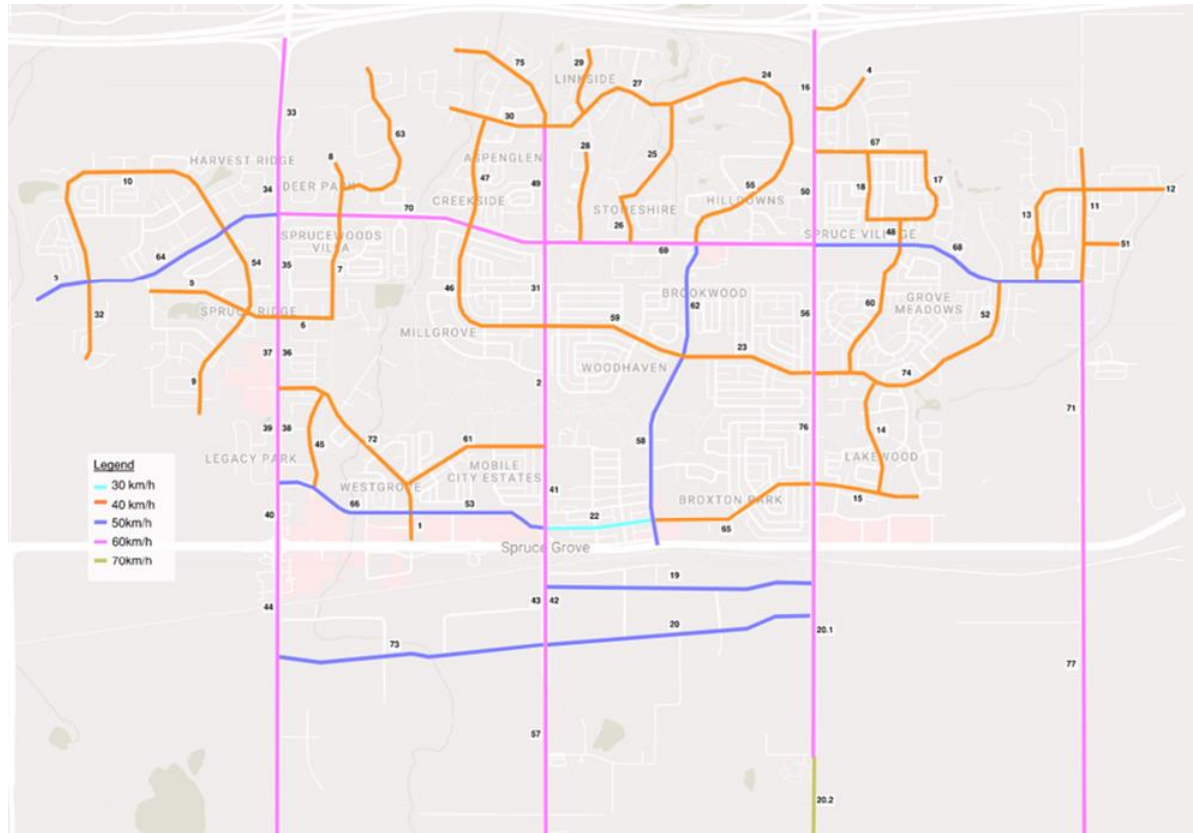 75
29
LINKSIDE
27
24
4
16
33
30
63
67
HARVEST RIDGE
8
28
ASPENGLEN
25
10
34
DEER PARK
47
49
55
50
18
17
12
CREEKSIDE
HILLDOWNS
11
70
STONESHIRE
13
26
48
SPRUCE VILLAGE
SPRUCEWOODS
VILLA
69
68
51
64
54
35
7
3
5
46
31
BROOKWOOD
62
60
GROVE
MEADOWS
52
32
SPRUCE RIDGE
6
MILLGROVE
59
56
37
36
WOODHAVEN
23
9
2
74
71
39
38
45
72
61
58
76
14
LEGACY PARK
MOBILE
CITY ESTATES
LAKEWOOD
Legend
30 km/h
40 km/h
50km/h
60km/h
70km/h
WESTGROVE
41
BROXTON PARK
15
40
66
53
1
22
65
Spruce Grove
19
44
43
42
20
20.1
73
77
57
20.2